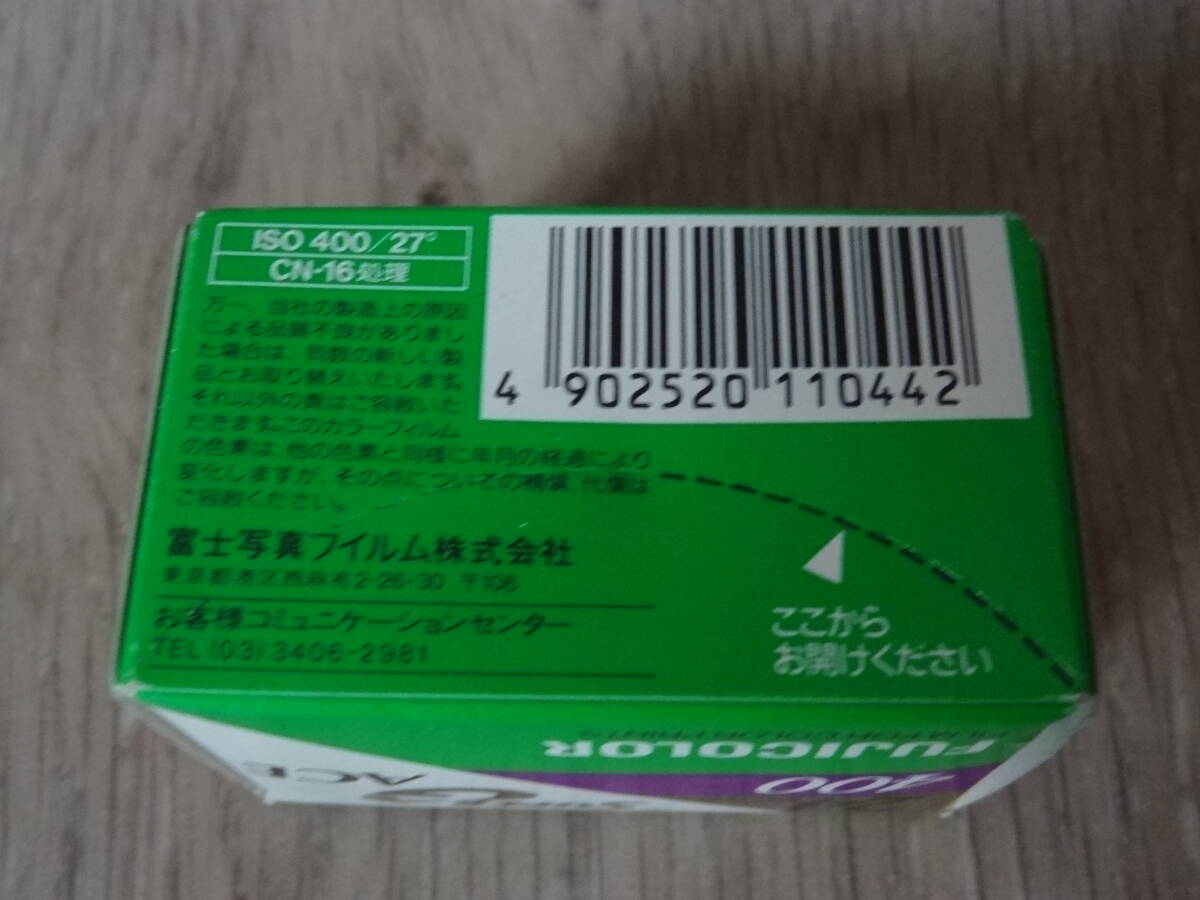 ISO 400/27°
CN-16処理
万一、当社の製造上の原因
による品質不良がありまし
た場合は、同数の新しい製
品とお取り替えいたします。
それ以外の責はご容赦いた
だきます。このカラーフィルム
の色素は、他の色素と同様に年月の経過により
変化しますが、その点についての補償、代償は
ご容赦ください。
富士写真フイルム株式会社
東京都港区西麻布2-26-30 〒106
お客様コミュニケーションセンター
TEL (03) 3406-2981
4 902520 110442
ここから
お開けください
FILM FOR COLOR PRINTS
FUJICOLOR
400
Super G
ACE